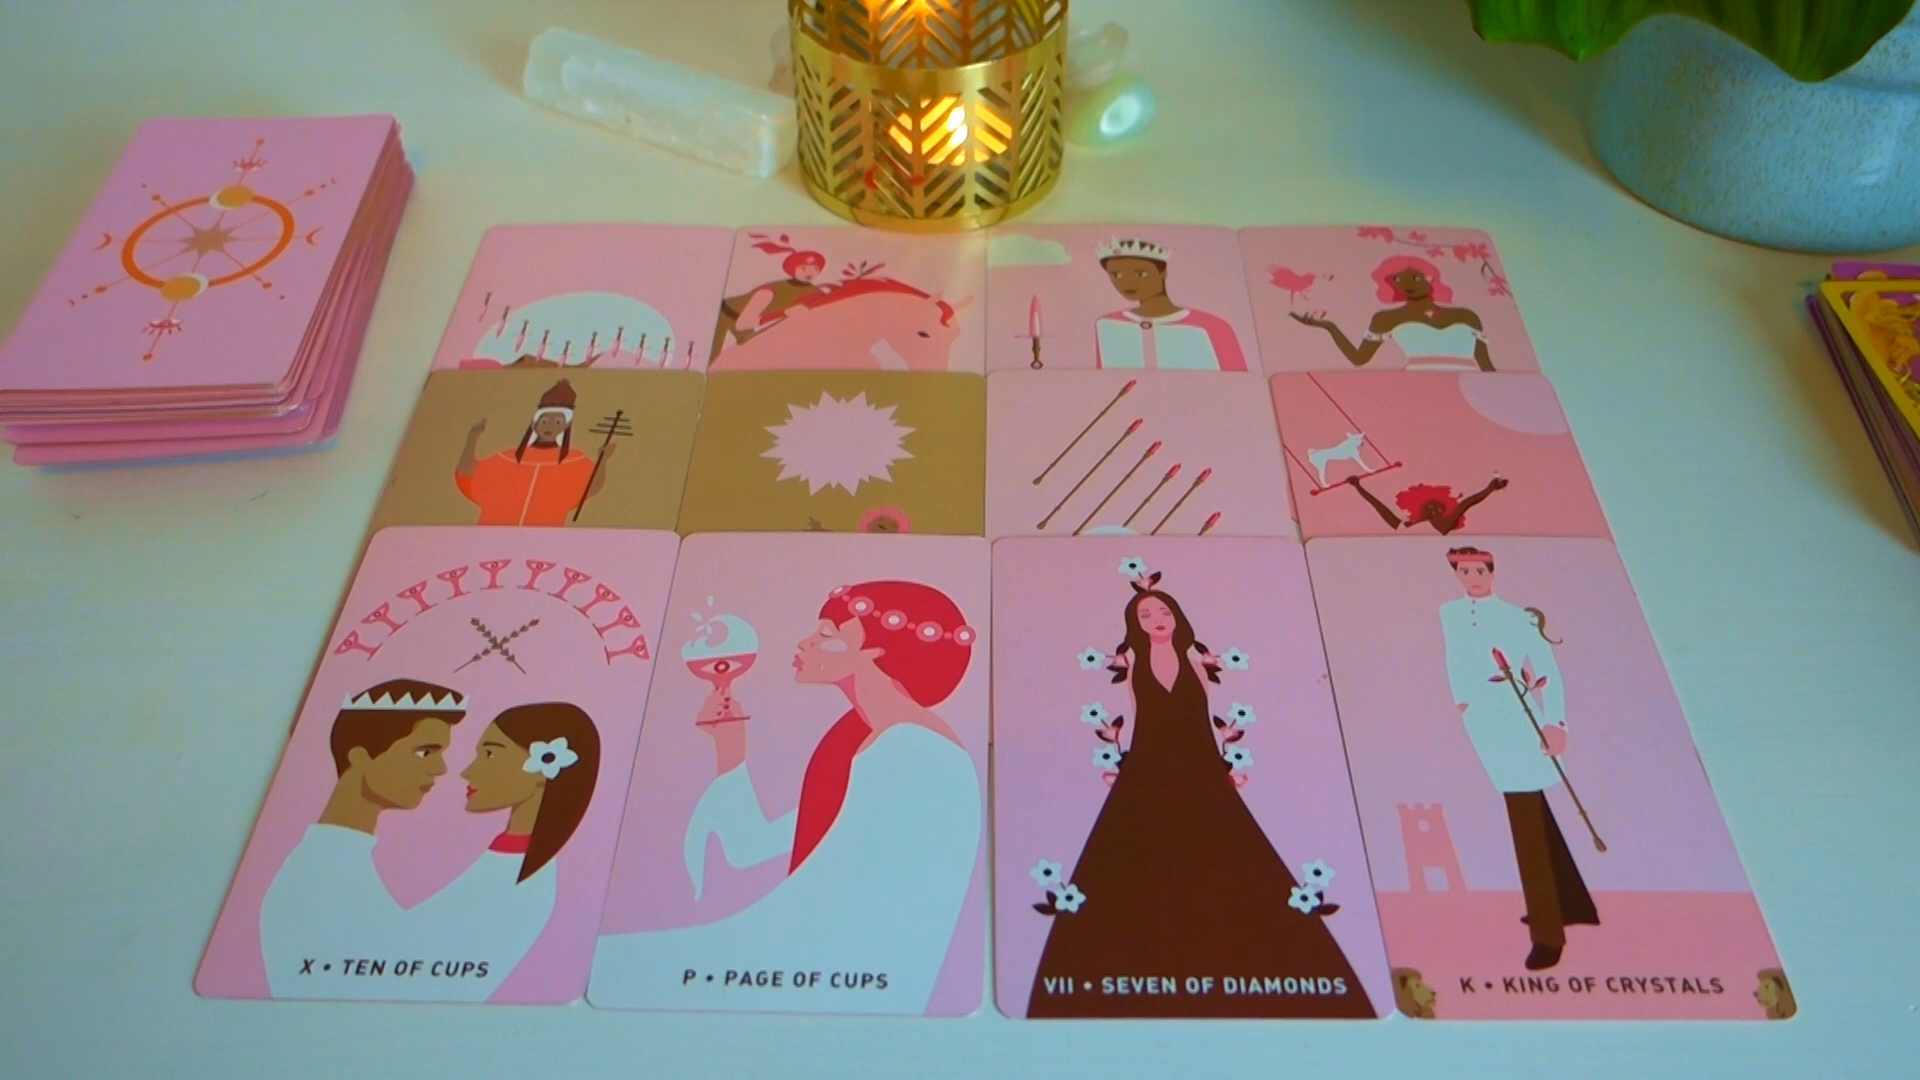 X • TEN OF CUPS
P • PAGE OF CUPS
VII • SEVEN OF DIAMONDS
K • KING OF CRYSTALS